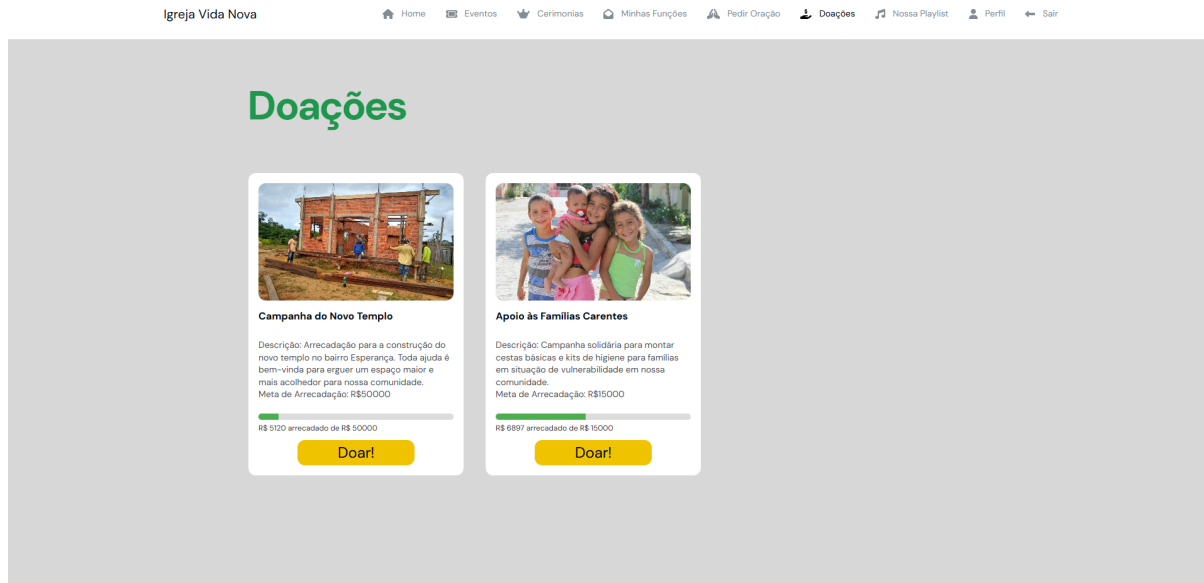 Igreja Vida Nova
Home
Eventos
Cerimonias
Minhas Funções
Pedir Oração
Doações
Nossa Playlist
Perfil
Sair
Doações
Campanha do Novo Templo
Descrição: Arrecadação para a construção do
novo templo no bairro Esperança. Toda ajuda é
bem-vinda para erguer um espaço maior e
mais acolhedor para nossa comunidade.
Meta de Arrecadação: R$50000
R$ 5120 arrecadado de R$ 50000
Doar!
Apoio às Famílias Carentes
Descrição: Campanha solidária para montar
cestas básicas e kits de higiene para famílias
em situação de vulnerabilidade em nossa
comunidade.
Meta de Arrecadação: R$15000
R$ 6897 arrecadado de R$ 15000
Doar!